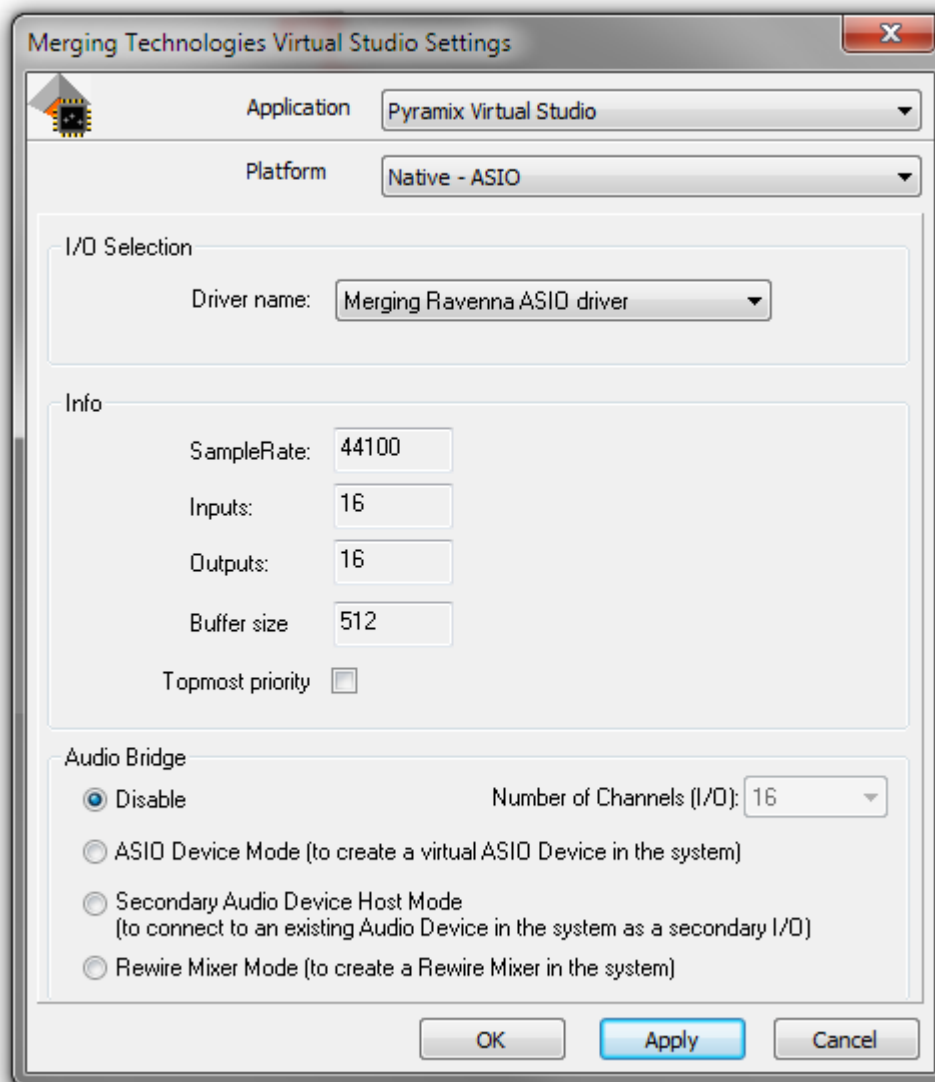 Merging Technologies Virtual Studio Settings
Application Pyramix Virtual Studio
Platform Native - ASIO
I/O Selection
Driver name: Merging Ravenna ASIO driver
Info
SampleRate: 44100
Inputs: 16
Outputs: 16
Buffer size 512
Topmost priority
Audio Bridge
Disable Number of Channels (I/O): 16
ASIO Device Mode (to create a virtual ASIO Device in the system)
Secondary Audio Device Host Mode
(to connect to an existing Audio Device in the system as a secondary I/O)
Rewire Mixer Mode (to create a Rewire Mixer in the system)
OK Apply Cancel